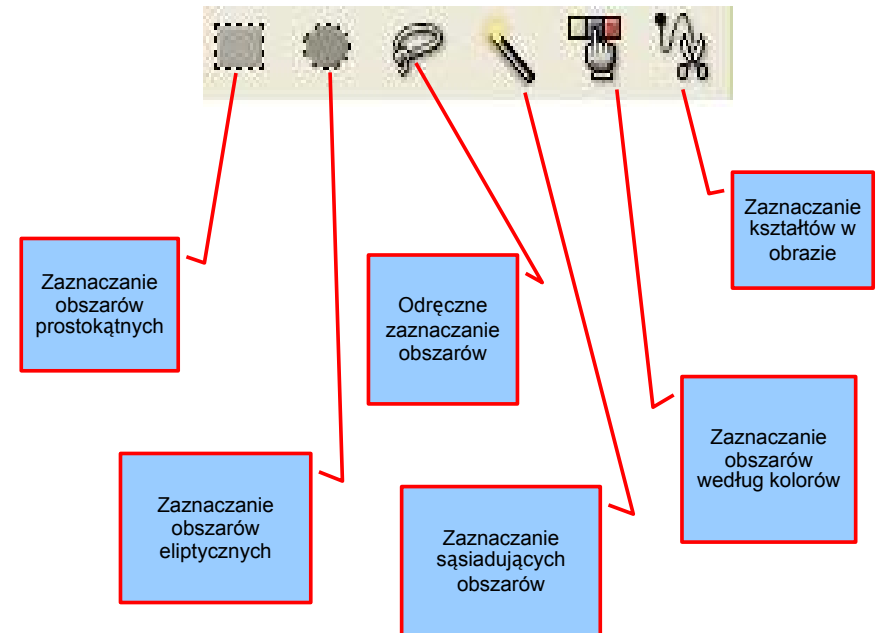 Zaznaczanie
kształtów w
obrazie
Zaznaczanie
obszarów
prostokątnych
Odręczne
zaznaczanie
obszarów
Zaznaczanie
obszarów
według kolorów
Zaznaczanie
obszarów
eliptycznych
Zaznaczanie
sąsiadujących
obszarów